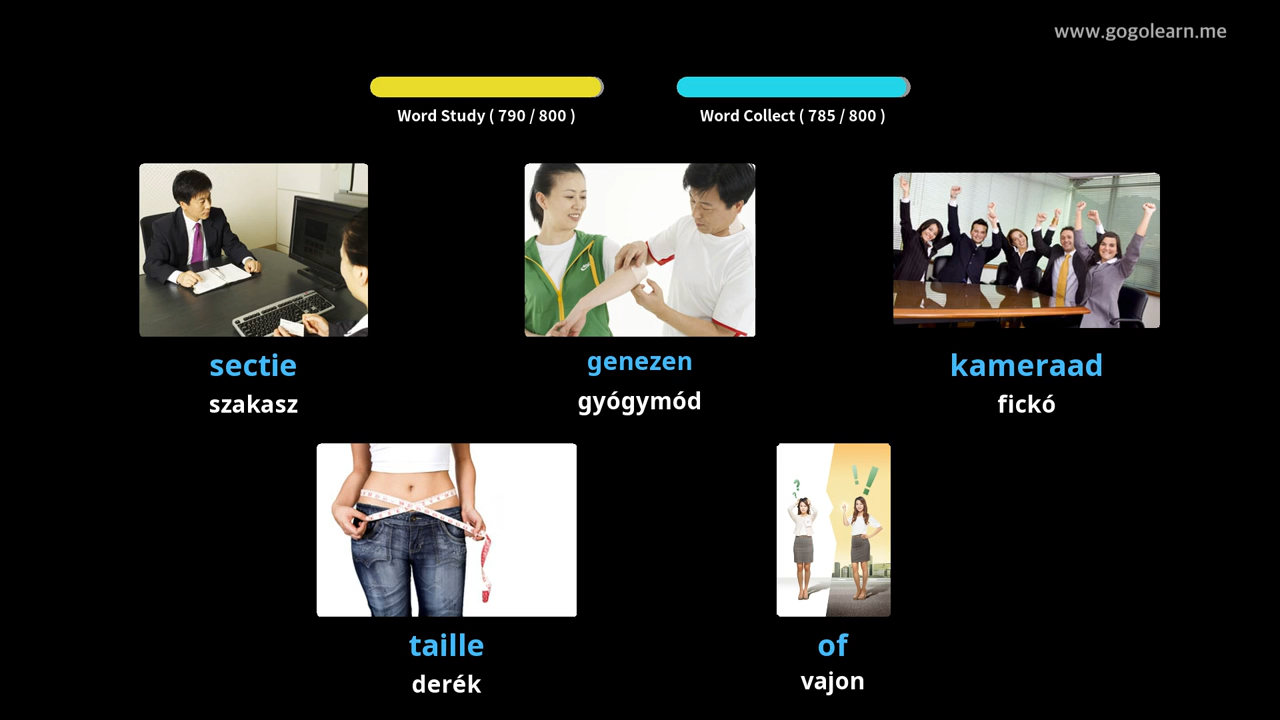 www.gogolearn.me
Word Study ( 790 / 800 )
Word Collect ( 785 / 800 )
sectie
szakasz
genezen
gyógymód
kameraad
fickó
taille
derék
of
vajon